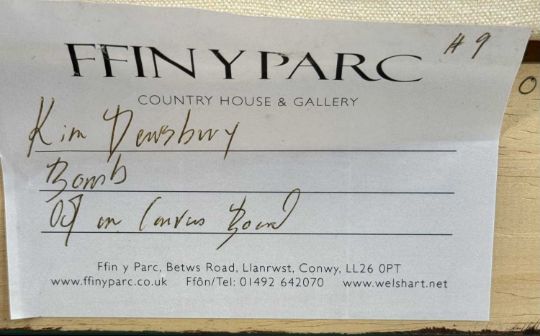 #9
FFIN Y PARC
COUNTRY HOUSE & GALLERY
Kim Dewsbury
Bomb
Oil on Canvas Board
Ffin y Parc, Betws Road, Llanrwst, Conwy, LL26 0PT
www.ffinyparc.co.uk Ffôn/Tel: 01492 642070 www.welshart.net